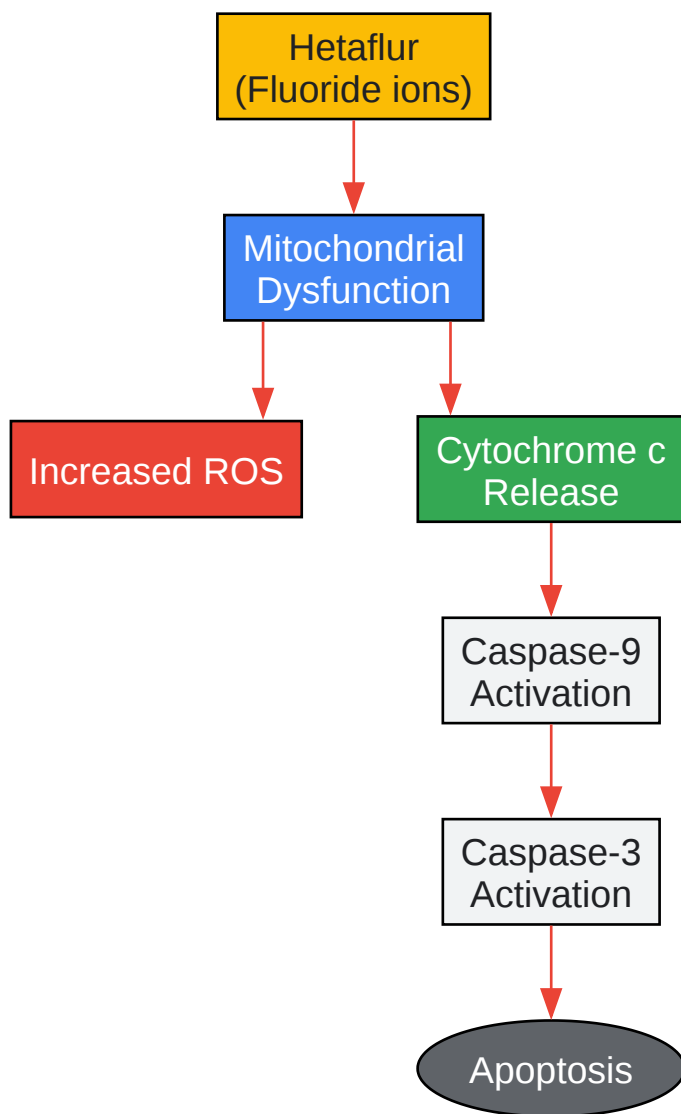 Hetaflur
(Fluoride ions)
Mitochondrial
Dysfunction
Increased ROS
Cytochrome c
Release
Caspase-9
Activation
Caspase-3
Activation
Apoptosis